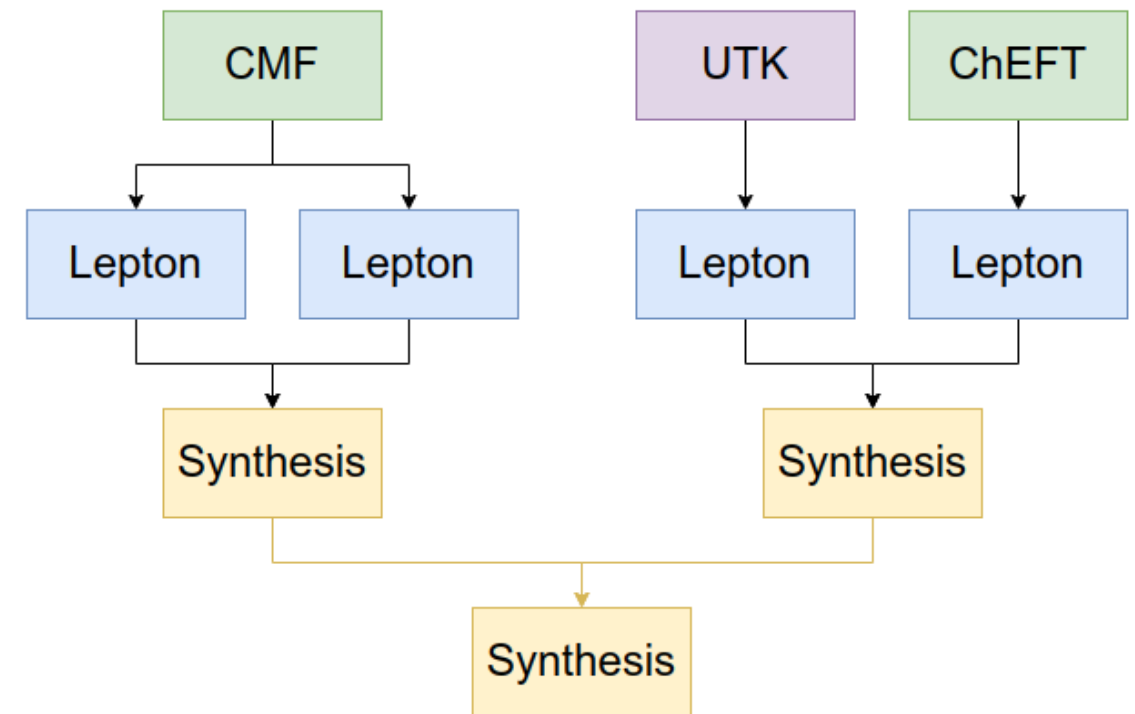 CMF
UTK
ChEFT
Lepton
Lepton
Lepton
Lepton
Synthesis
Synthesis
Synthesis